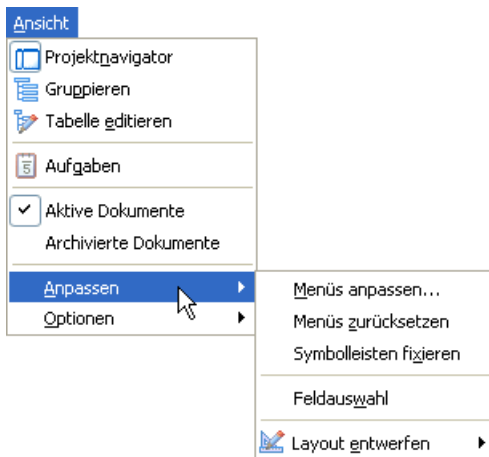 Ansicht
Projektnavigator
Gruppieren
5
Tabelle editieren
Aufgaben
Aktive Dokumente
Archivierte Dokumente
Anpassen
Optionen
Menüs anpassen...
Menüs zurücksetzen
Symbolleisten fixieren
Feldauswahl
Layout entwerfen